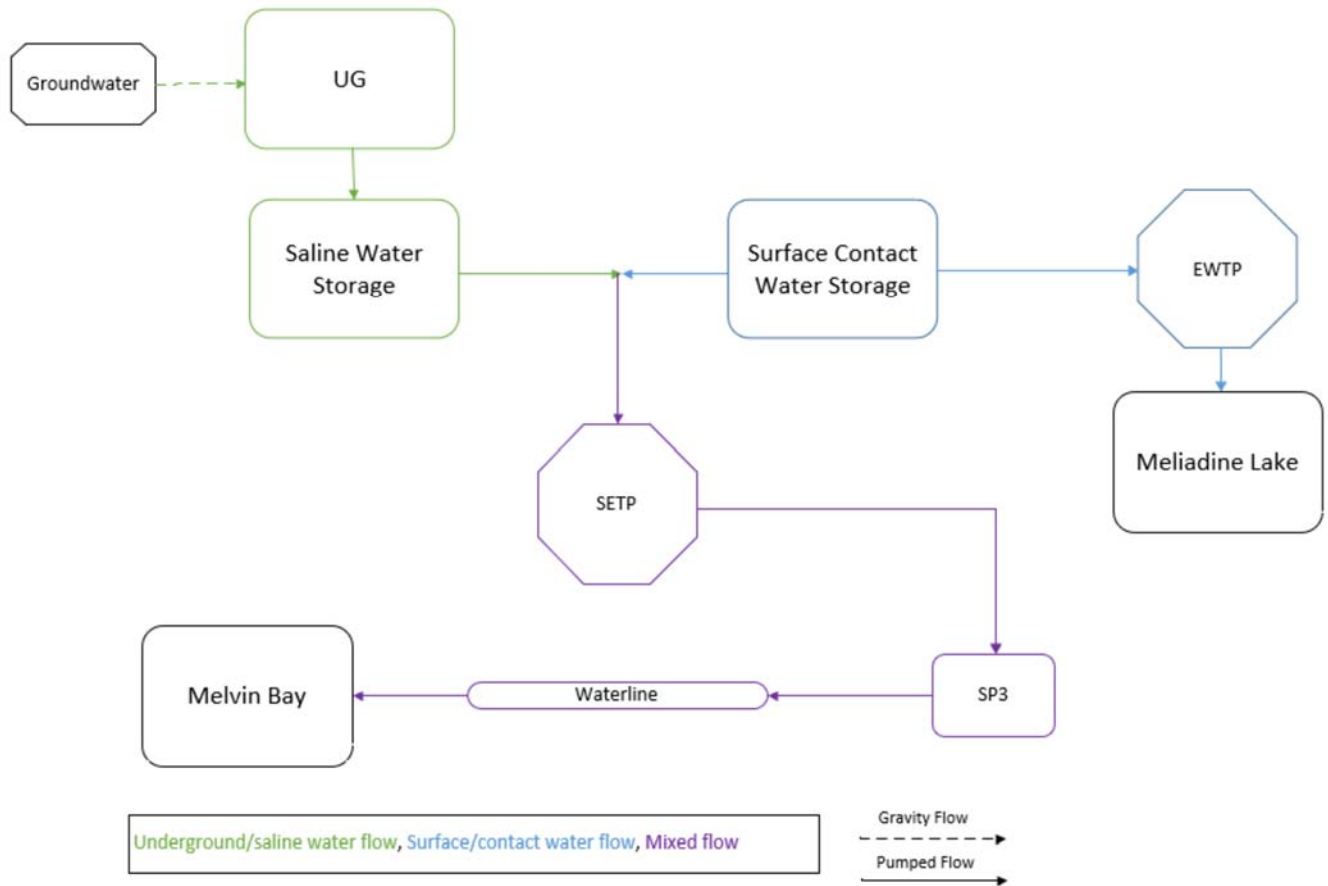 Groundwater
UG
Saline Water
Storage
Surface Contact
Water Storage
EWTP
Meliadine Lake
SETP
Melvin Bay
Waterline
SP3
Underground/saline water flow, Surface/contact water flow, Mixed flow
Gravity Flow
Pumped Flow